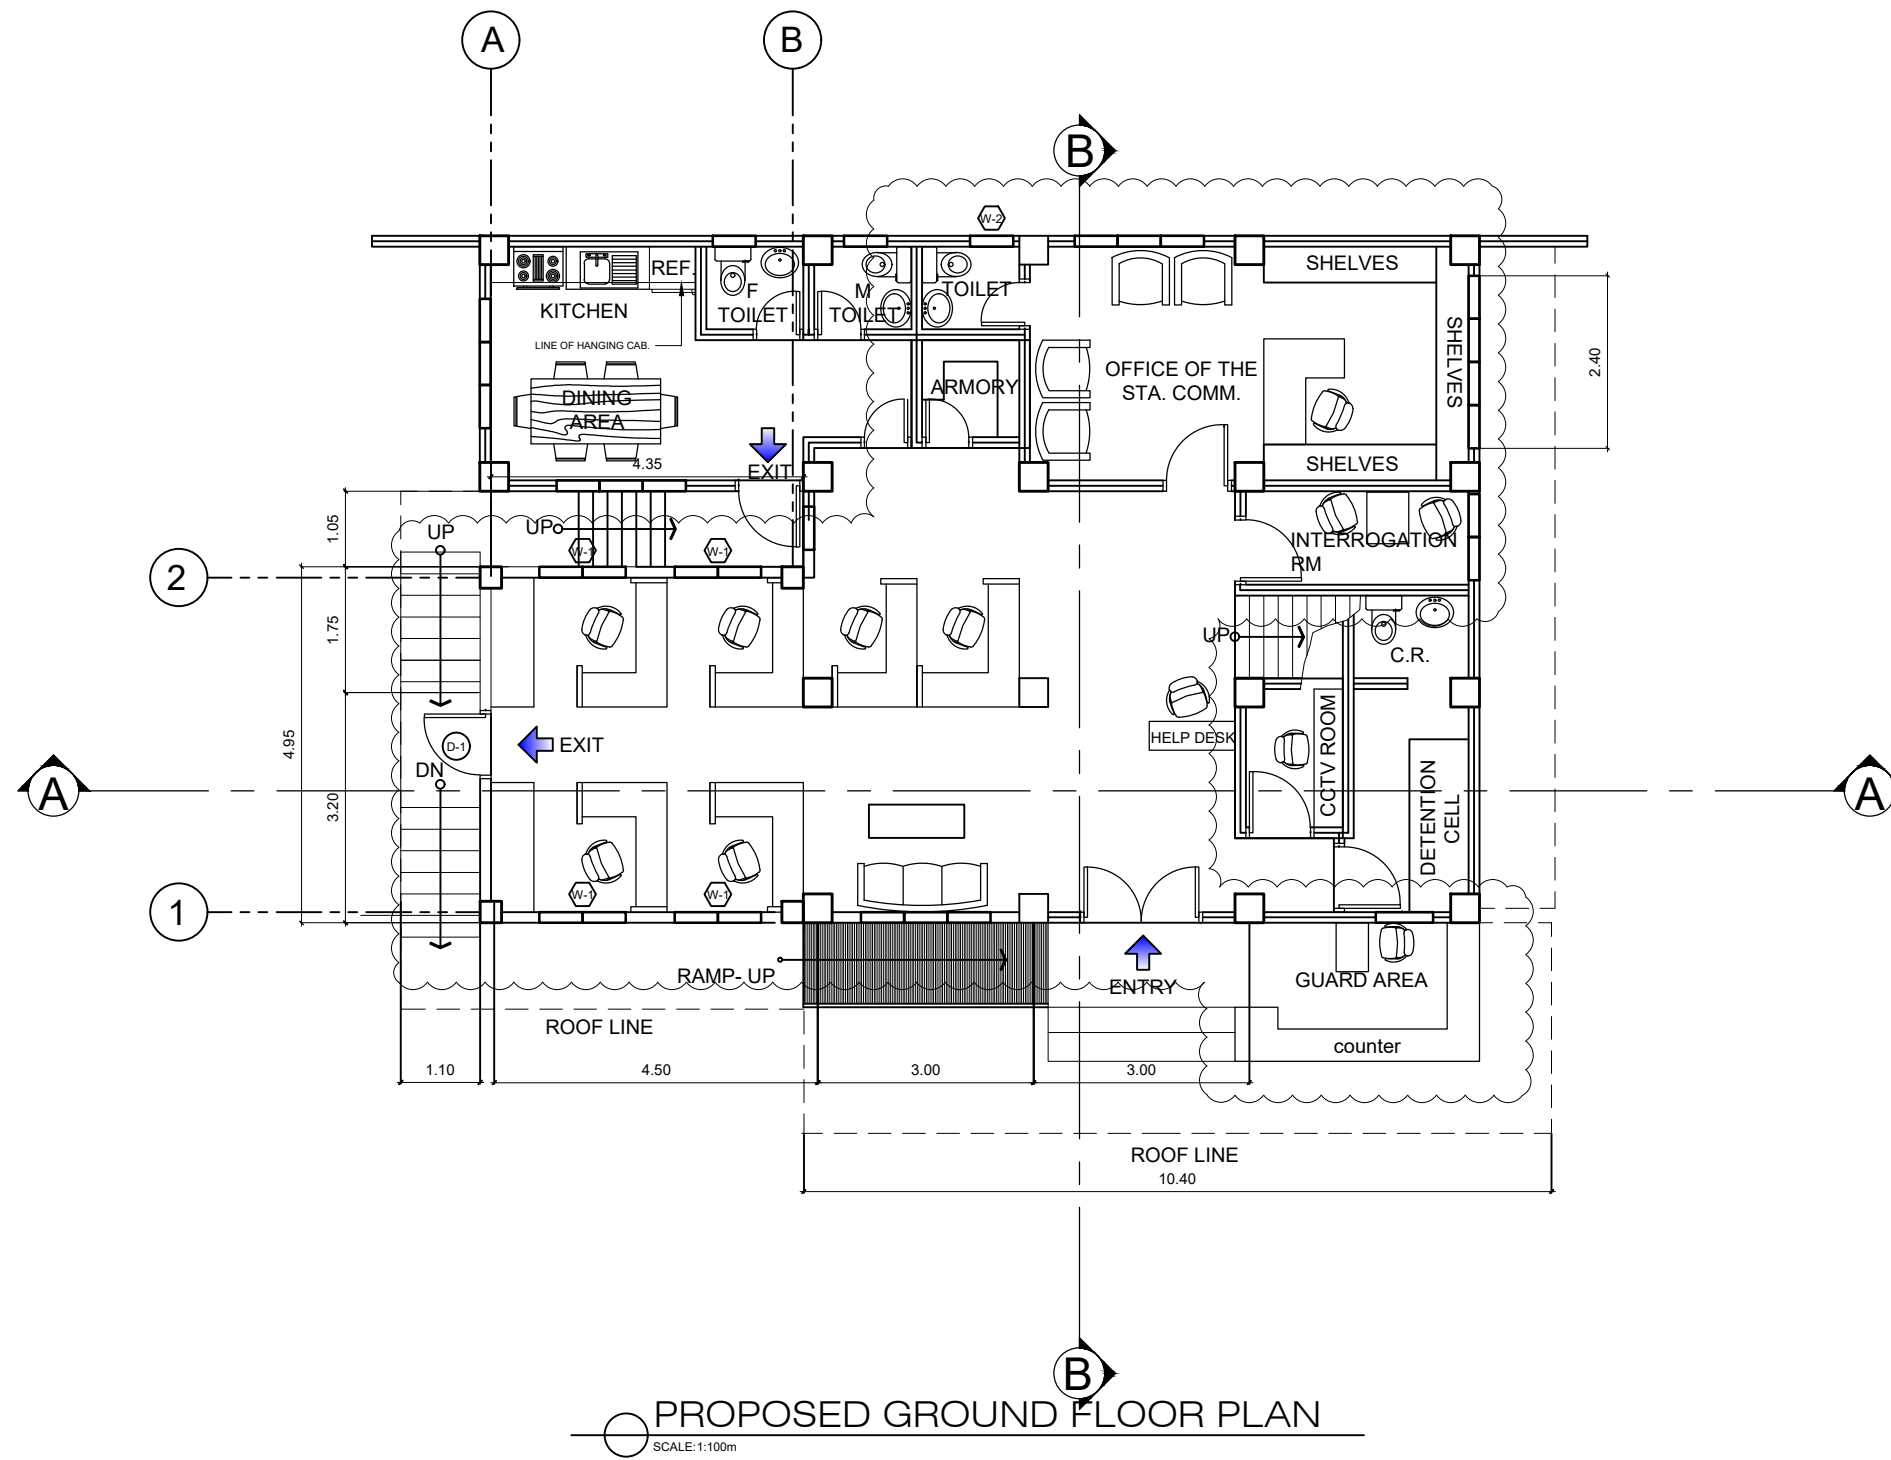 A
B
B
W-2
REF.
SHELVES
KITCHEN
F
TOILET
M
TOILET
TOILET
LINE OF HANGING CAB.
SHELVES
2.40
OFFICE OF THE
STA. COMM.
ARMORY
DINING
AREA
4.35
EXIT
SHELVES
1.05
UP
UP
W-1
W-1
INTERROGATION
RM
2
1.75
UP
C.R.
4.95
EXIT
D-1
DN
HELP DESK
CCTV ROOM
DETENTION
CELL
A
A
3.20
W-1
W-1
1
RAMP- UP
ENTRY
GUARD AREA
ROOF LINE
counter
1.10
4.50
3.00
3.00
ROOF LINE
10.40
B
PROPOSED GROUND FLOOR PLAN
SCALE:1:100m